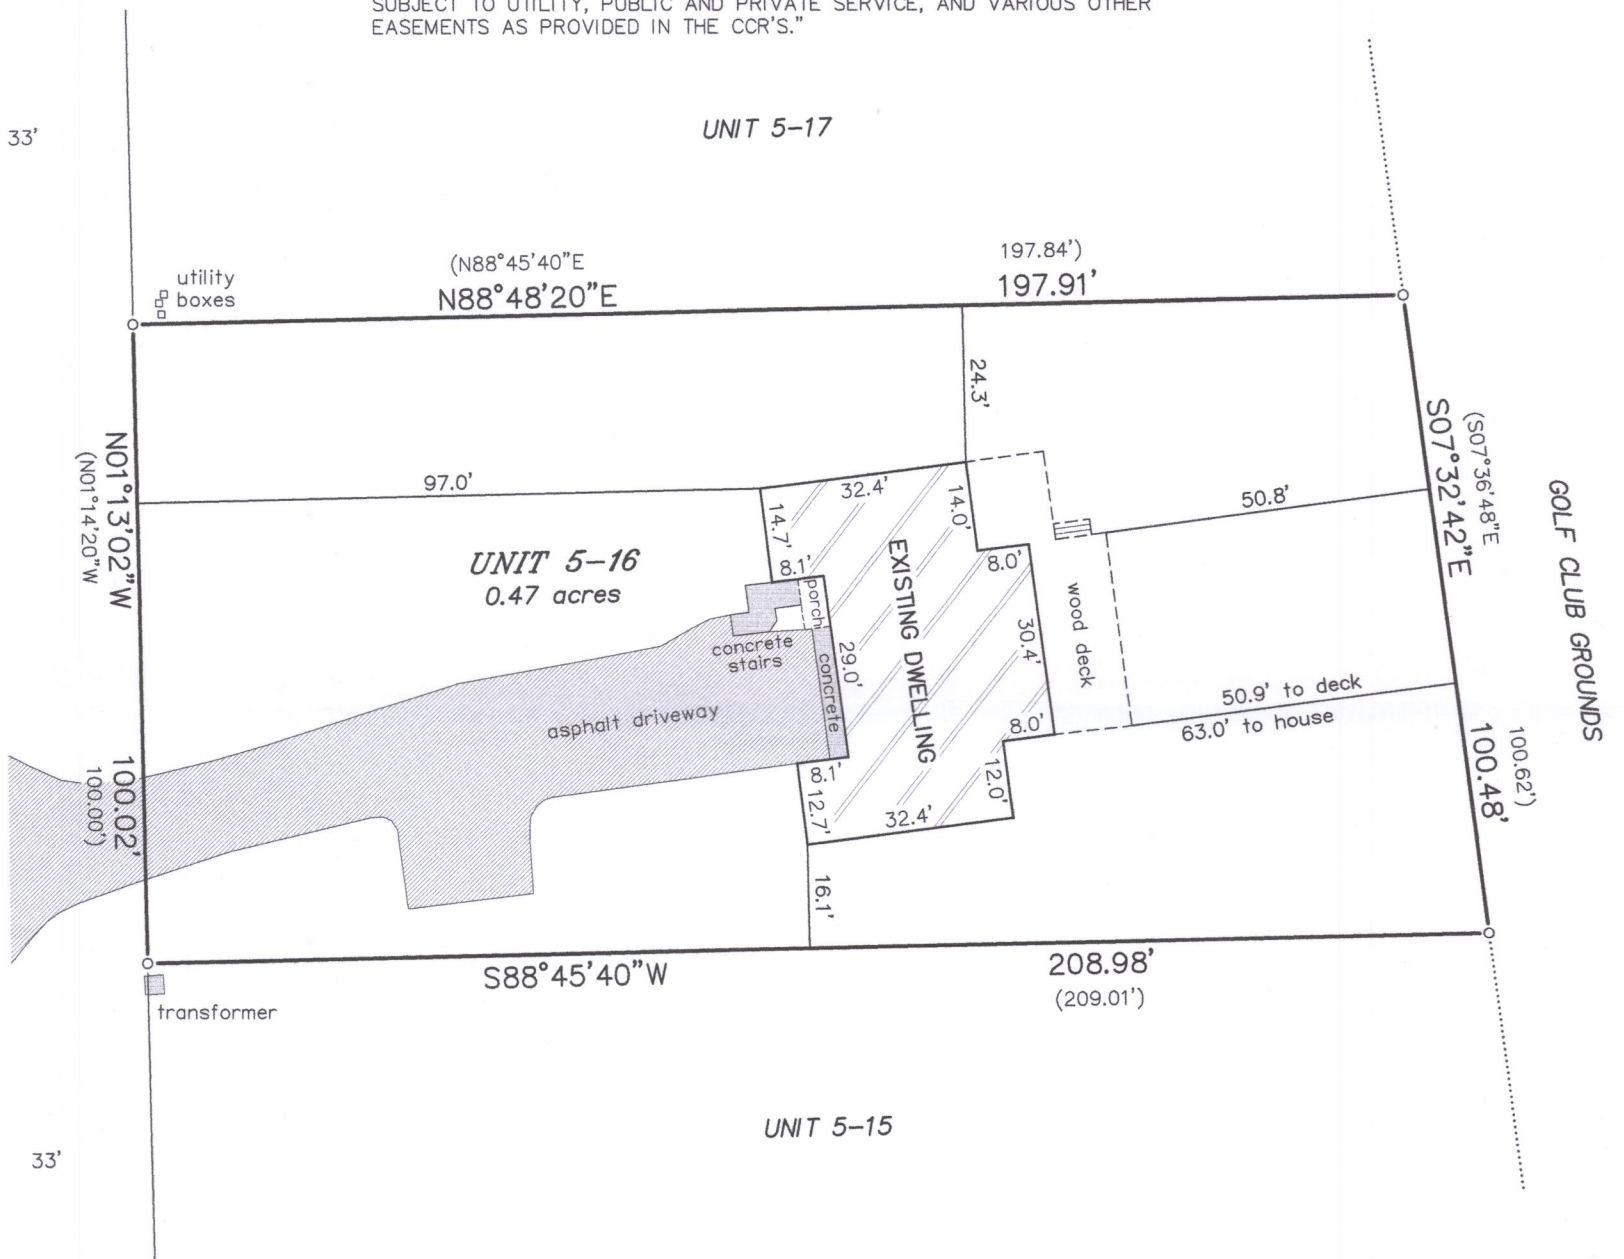 SUBJECT TO UTILITY, PUBLIC AND PRIVATE SERVICE, AND VARIOUS OTHER
EASEMENTS AS PROVIDED IN THE CCR'S."
33'
UNIT 5-17
utility
boxes
(N88°45'40"E
197.84')
N88°48'20"E
197.91'
24.3'
N01°13'02"W
(N01°14'20"W
97.0'
32.4'
14.7'
14.0'
8.1'
8.0'
50.8'
S07°32'42"E
(S07°36'48"E
GOLF CLUB GROUNDS
UNIT 5-16
0.47 acres
porch
EXISTING DWELLING
wood deck
concrete
stairs
concrete
29.0'
30.4'
asphalt driveway
50.9' to deck
63.0' to house
8.0'
8.1'
12.7'
12.0'
32.4'
100.02'
100.00')
100.48'
100.62')
16.1'
S88°45'40"W
208.98'
(209.01')
transformer
UNIT 5-15
33'